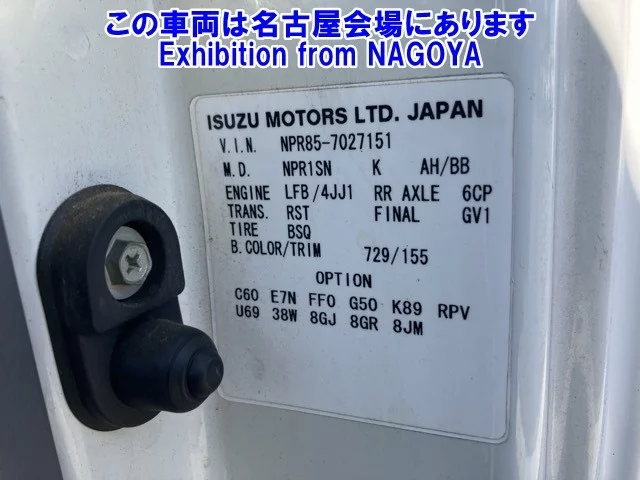 この車両は名古屋会場にあります
Exhibition from NAGOYA
ISUZU MOTORS LTD. JAPAN
V.I.N. NPR85-7027151
M.D. NPR1SN K AH/BB
ENGINE LFB/4JJ1 RR AXLE 6CP
TRANS. RST FINAL GV1
TIRE BSQ
B.COLOR/TRIM 729/155
OPTION
C60 E7N FF0 G50 K89 RPV
U69 38W 8GJ 8GR 8JM